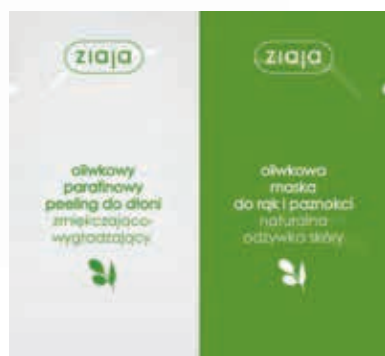 ziaja
oliwkowy
parafinowy
peeling do dłoni
zmiękczająco-
wygładzający
ziaja
oliwkowa
maska
do rąk i paznokci
naturalna
odżywka skóry